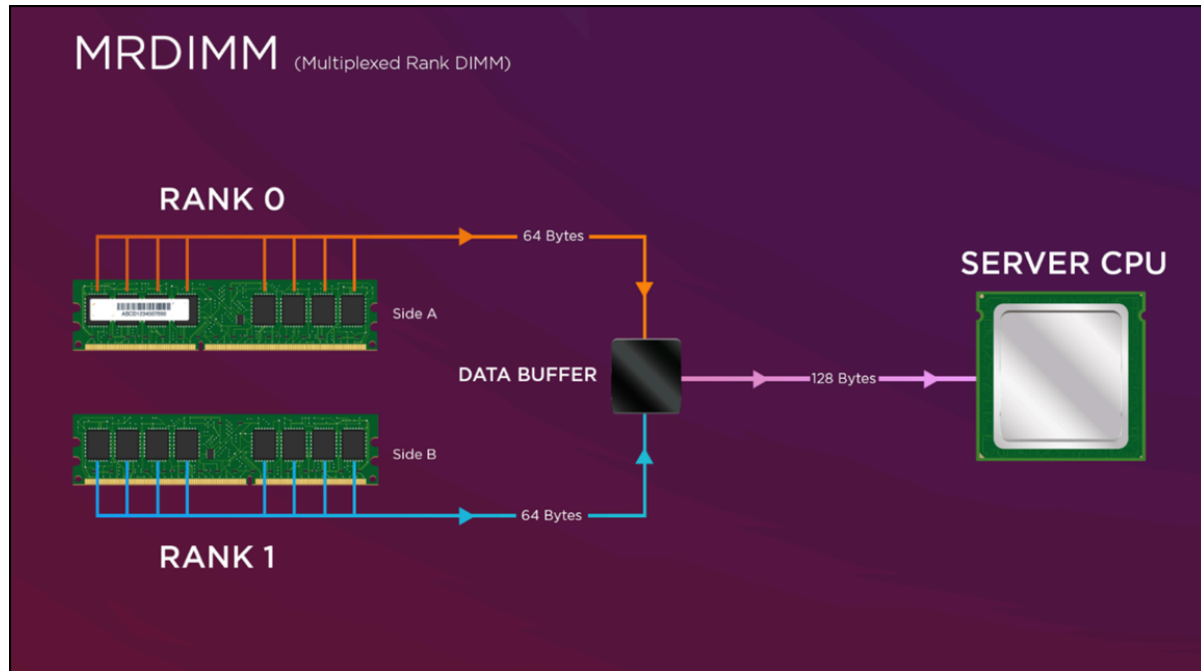 MRDIMM (Multiplexed Rank DIMM)
RANK 0
64 Bytes
Side A
SERVER CPU
DATA BUFFER
128 Bytes
Side B
64 Bytes
RANK 1